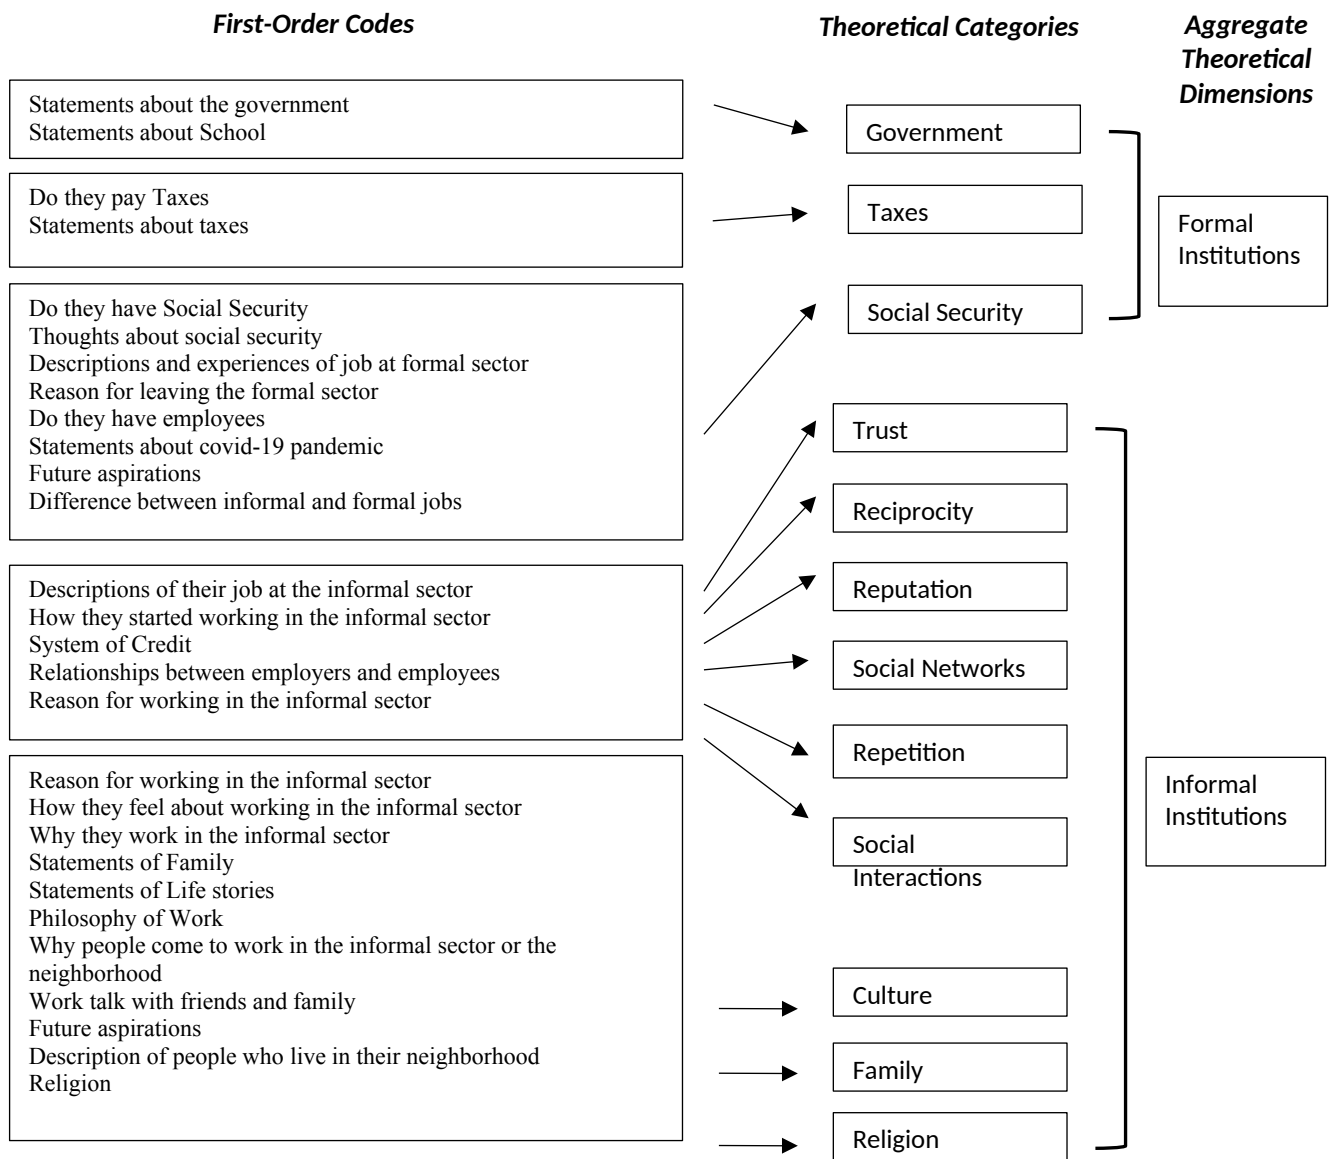 First-Order Codes
Theoretical Categories
Aggregate
Theoretical
Dimensions
Statements about the government
Statements about School
Do they pay Taxes
Statements about taxes
Do they have Social Security
Thoughts about social security
Descriptions and experiences of job at formal sector
Reason for leaving the formal sector
Do they have employees
Statements about covid-19 pandemic
Future aspirations
Difference between informal and formal jobs
Descriptions of their job at the informal sector
How they started working in the informal sector
System of Credit
Relationships between employers and employees
Reason for working in the informal sector
Reason for working in the informal sector
How they feel about working in the informal sector
Why they work in the informal sector
Statements of Family
Statements of Life stories
Philosophy of Work
Why people come to work in the informal sector or the
neighborhood
Work talk with friends and family
Future aspirations
Description of people who live in their neighborhood
Religion
Government
Taxes
Social Security
Trust
Reciprocity
Reputation
Social Networks
Repetition
Social
Interactions
Culture
Family
Religion
Formal
Institutions
Informal
Institutions